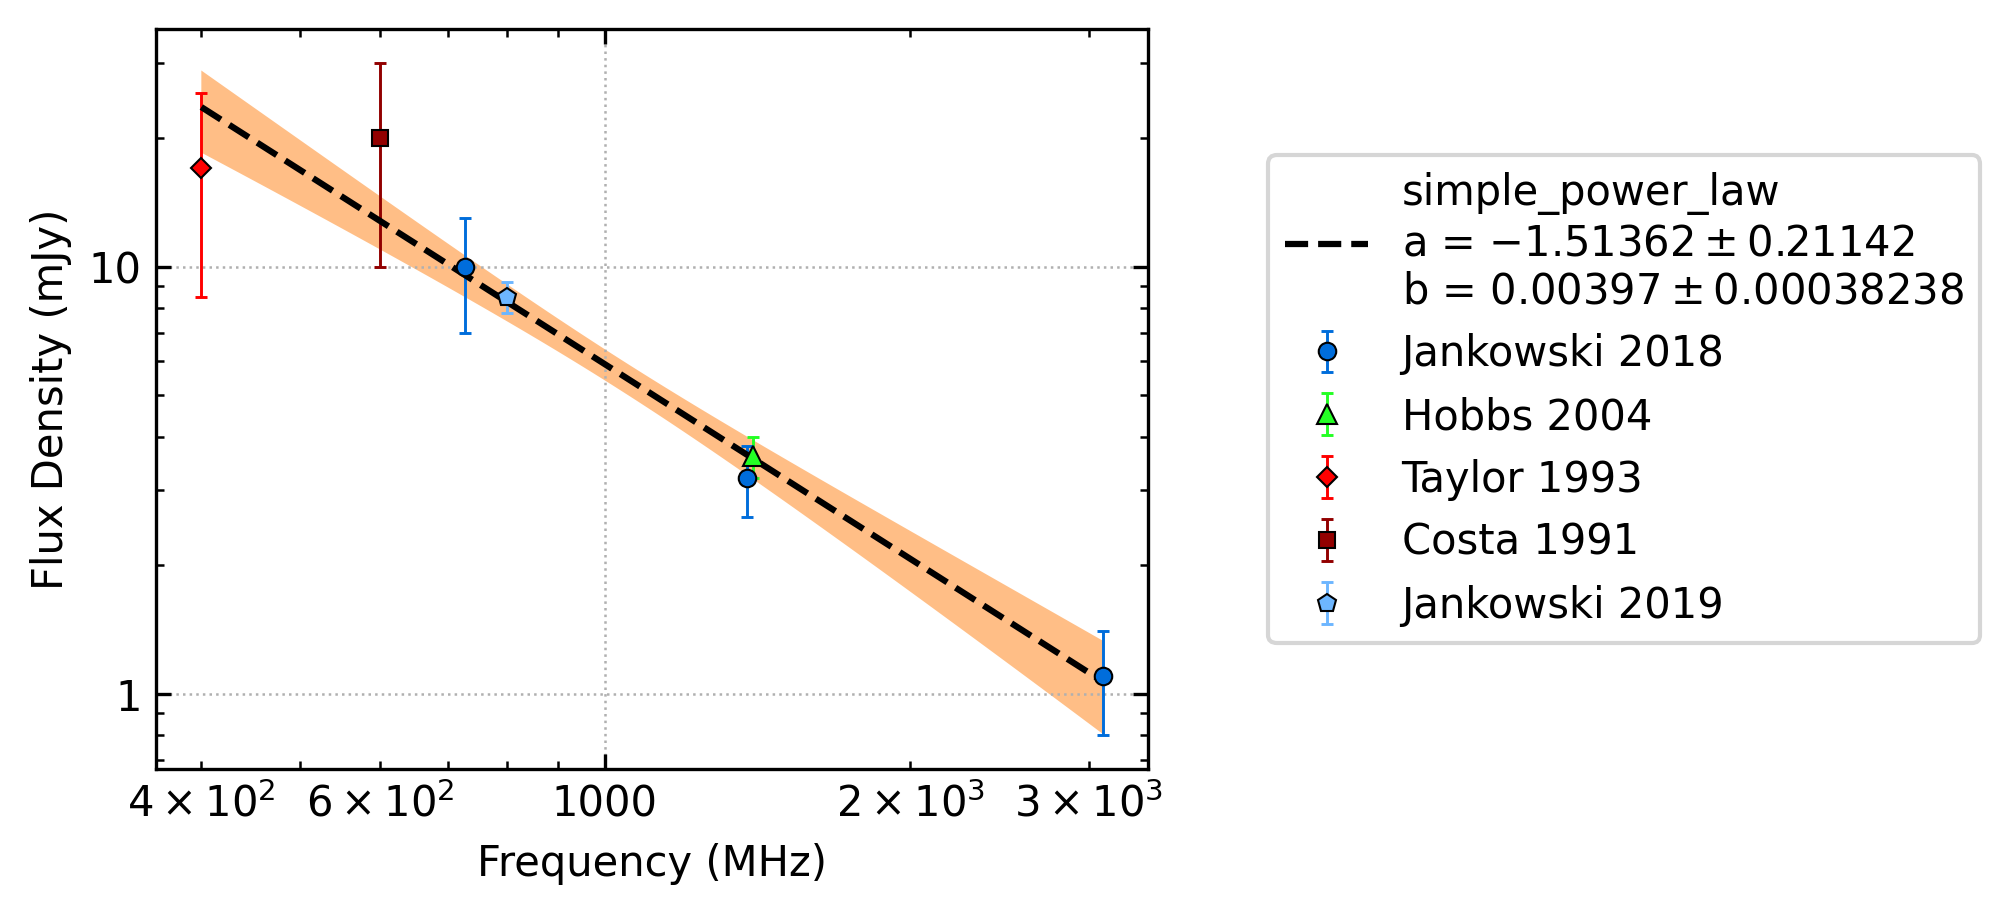 Flux Density (mJy)
10
1
4 × 10²
6 × 10²
1000
2 × 10³
3 × 10³
Frequency (MHz)
simple_power_law
a = −1.51362 ± 0.21142
b = 0.00397 ± 0.00038238
Jankowski 2018
Hobbs 2004
Taylor 1993
Costa 1991
Jankowski 2019